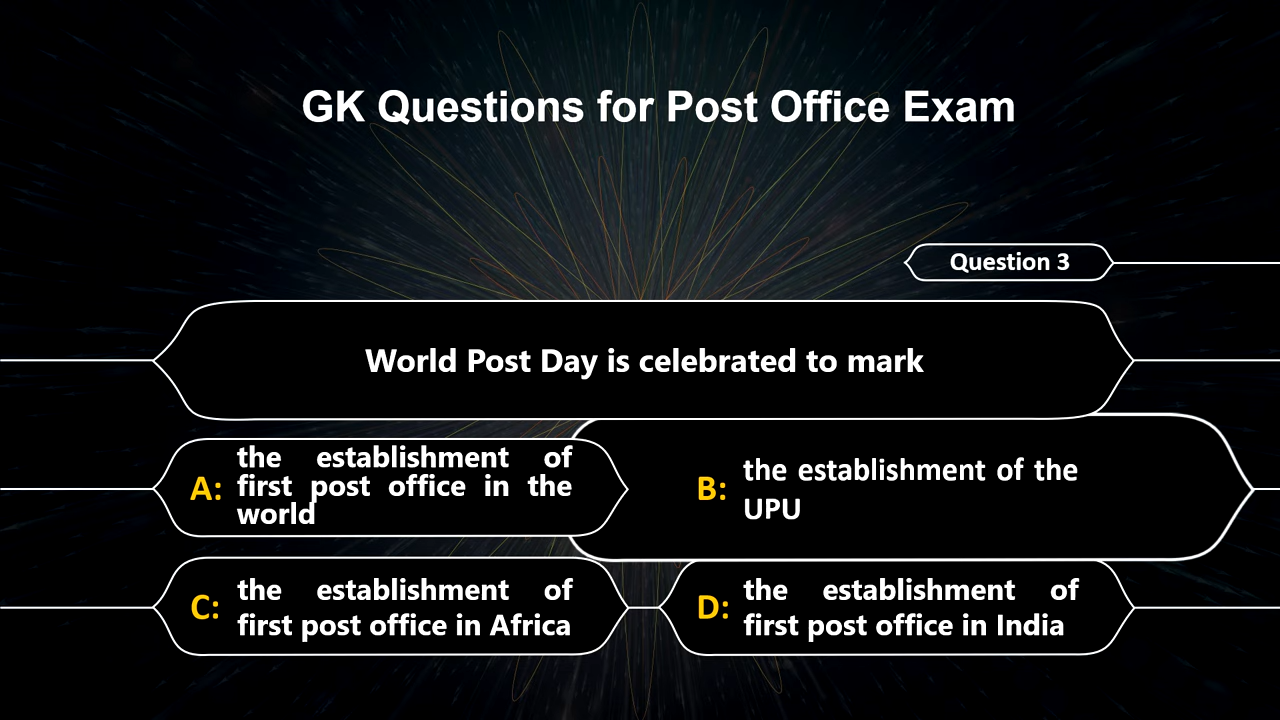 GK Questions for Post Office Exam
Question 3
World Post Day is celebrated to mark
A:
the establishment of
first post office in the
world
B:
the establishment of the
UPU
C:
the establishment of
first post office in Africa
D:
the establishment of
first post office in India